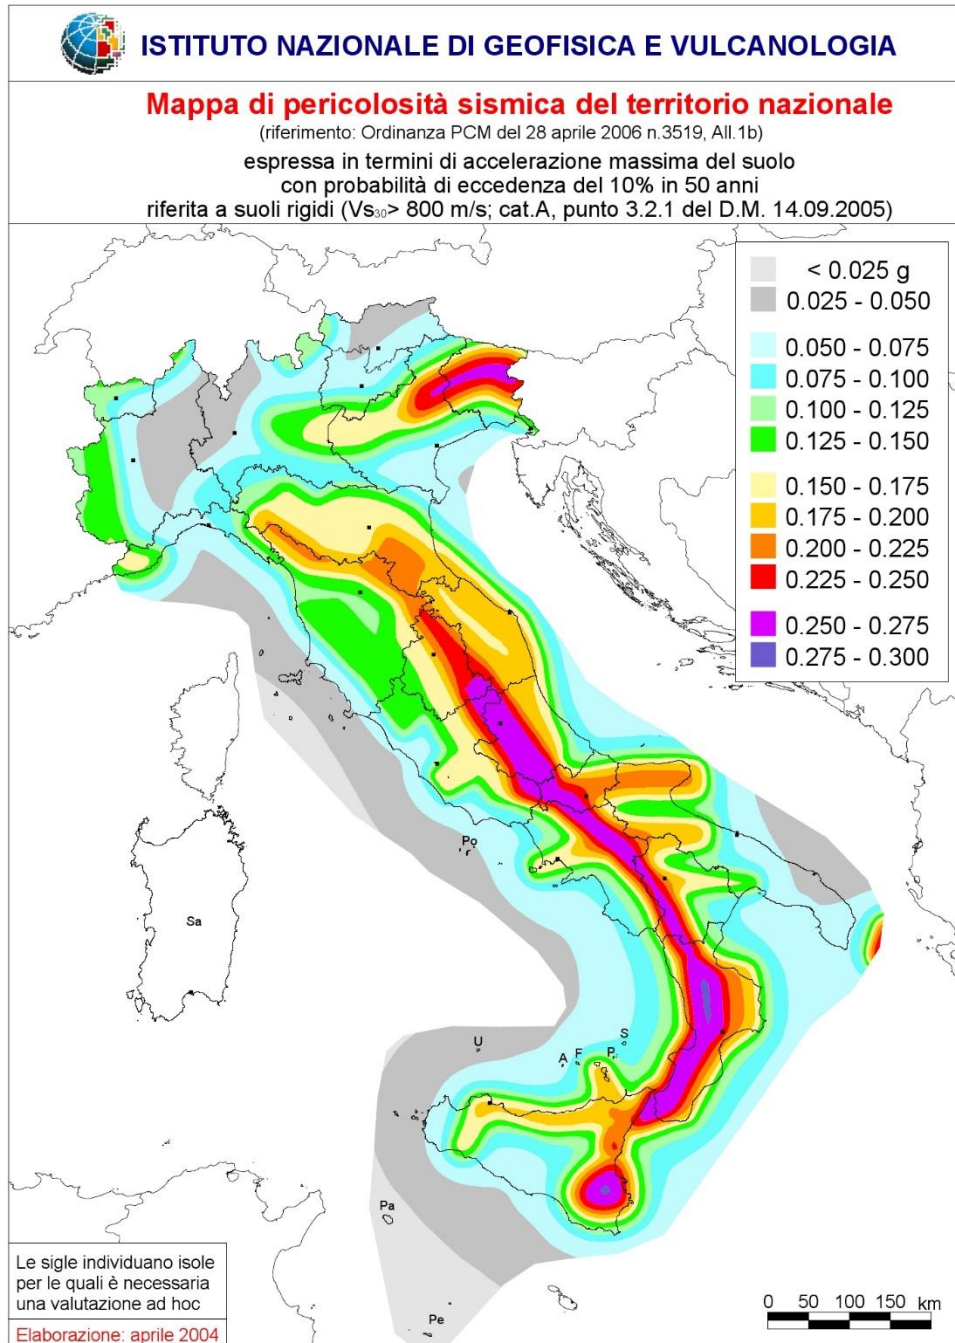 ISTITUTO NAZIONALE DI GEOFISICA E VULCANOLOGIA
Mappa di pericolosità sismica del territorio nazionale
(riferimento: Ordinanza PCM del 28 aprile 2006 n.3519, All.1b)
espressa in termini di accelerazione massima del suolo
con probabilità di eccedenza del 10% in 50 anni
riferita a suoli rigidi (Vs₃₀> 800 m/s; cat.A, punto 3.2.1 del D.M. 14.09.2005)
< 0.025 g
0.025 - 0.050
0.050 - 0.075
0.075 - 0.100
0.100 - 0.125
0.125 - 0.150
0.150 - 0.175
0.175 - 0.200
0.200 - 0.225
0.225 - 0.250
0.250 - 0.275
0.275 - 0.300
Po
Sa
S
U
A
F
P
Pa
Pe
Le sigle individuano isole
per le quali è necessaria
una valutazione ad hoc
Elaborazione: aprile 2004
0 50 100 150 km